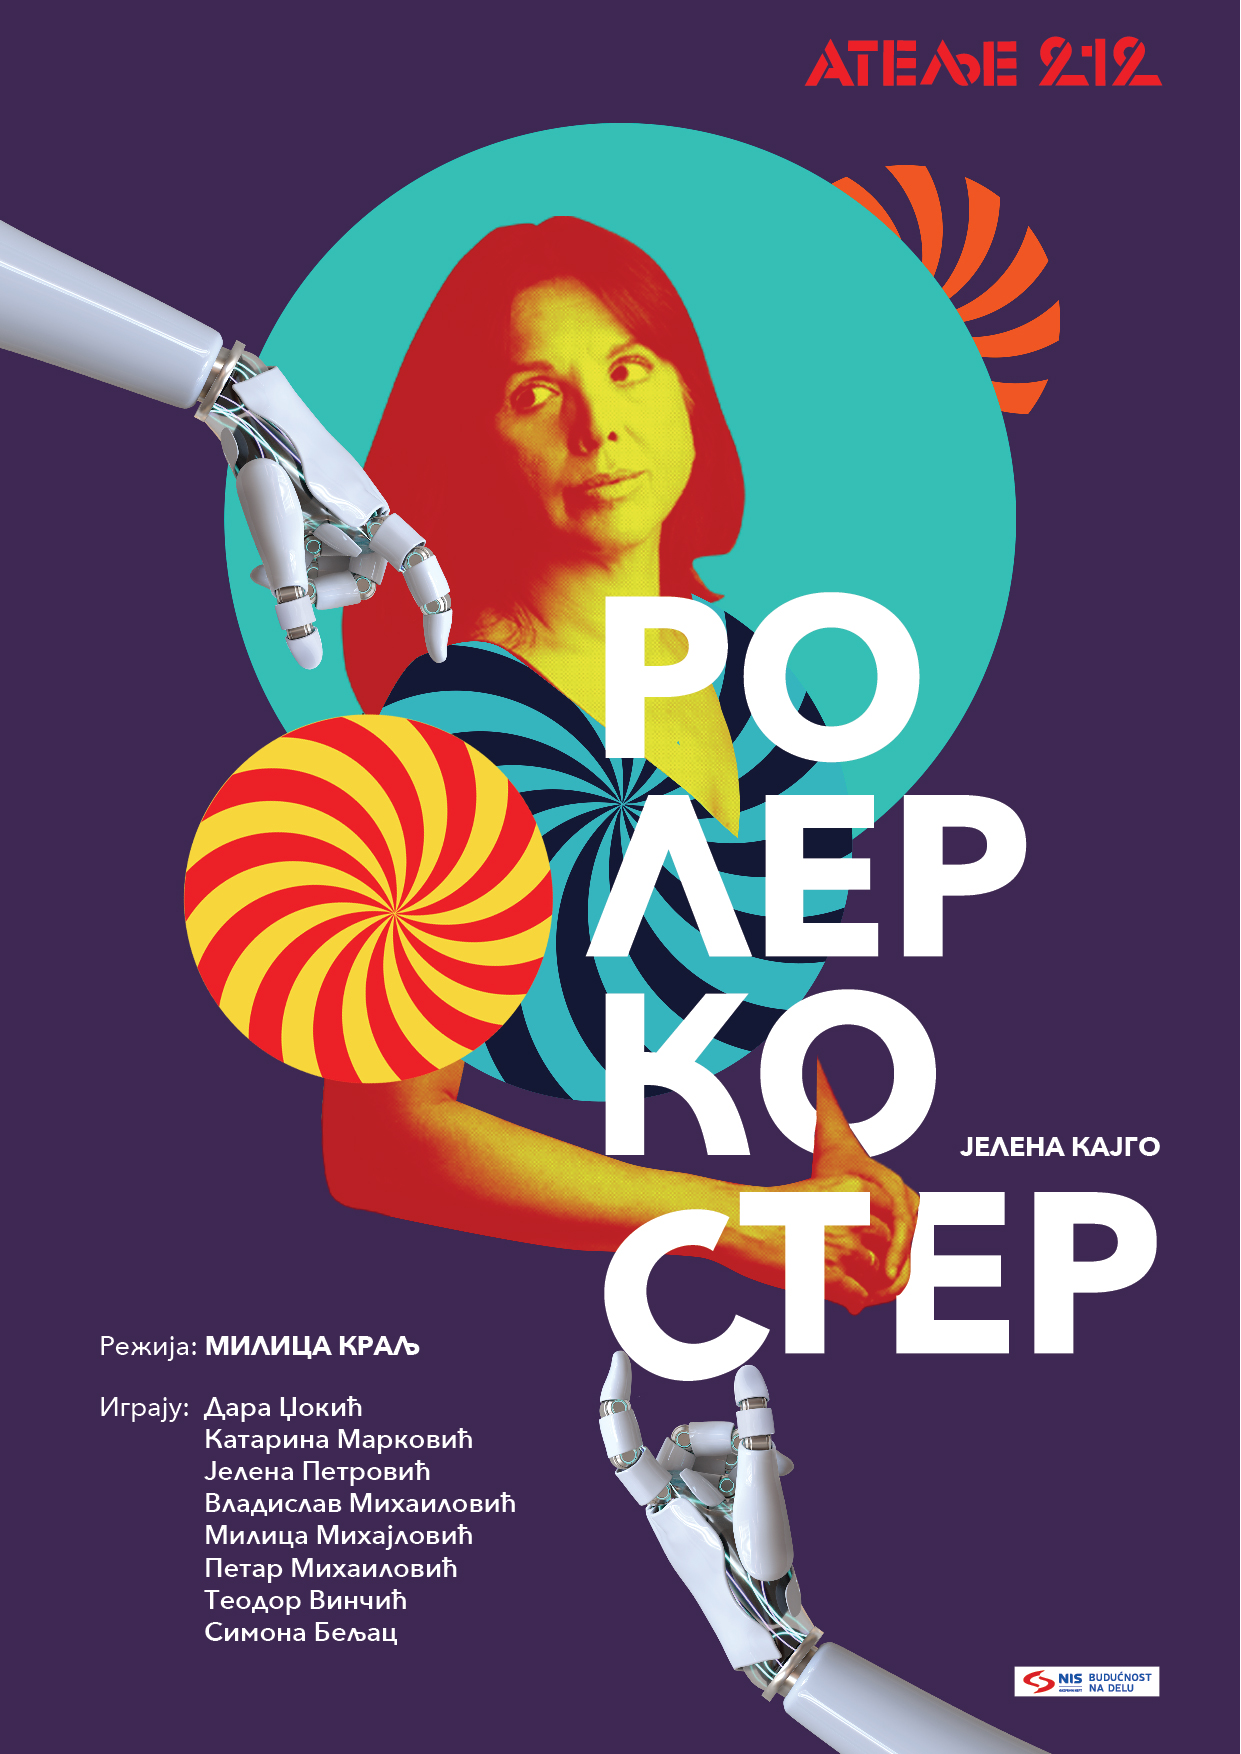 АТЕЉЕ 212
РО
ЛЕР
КО
ЈЕЛЕНА КАЈГО
СТЕР
Режија: МИЛИЦА КРАЉ
Играју: Дара Џокић
Катарина Марковић
Јелена Петровић
Владислав Михаиловић
Милица Михајловић
Петар Михаиловић
Теодор Винчић
Симона Бељац
NIS BUDUĆNOST
NA DELU